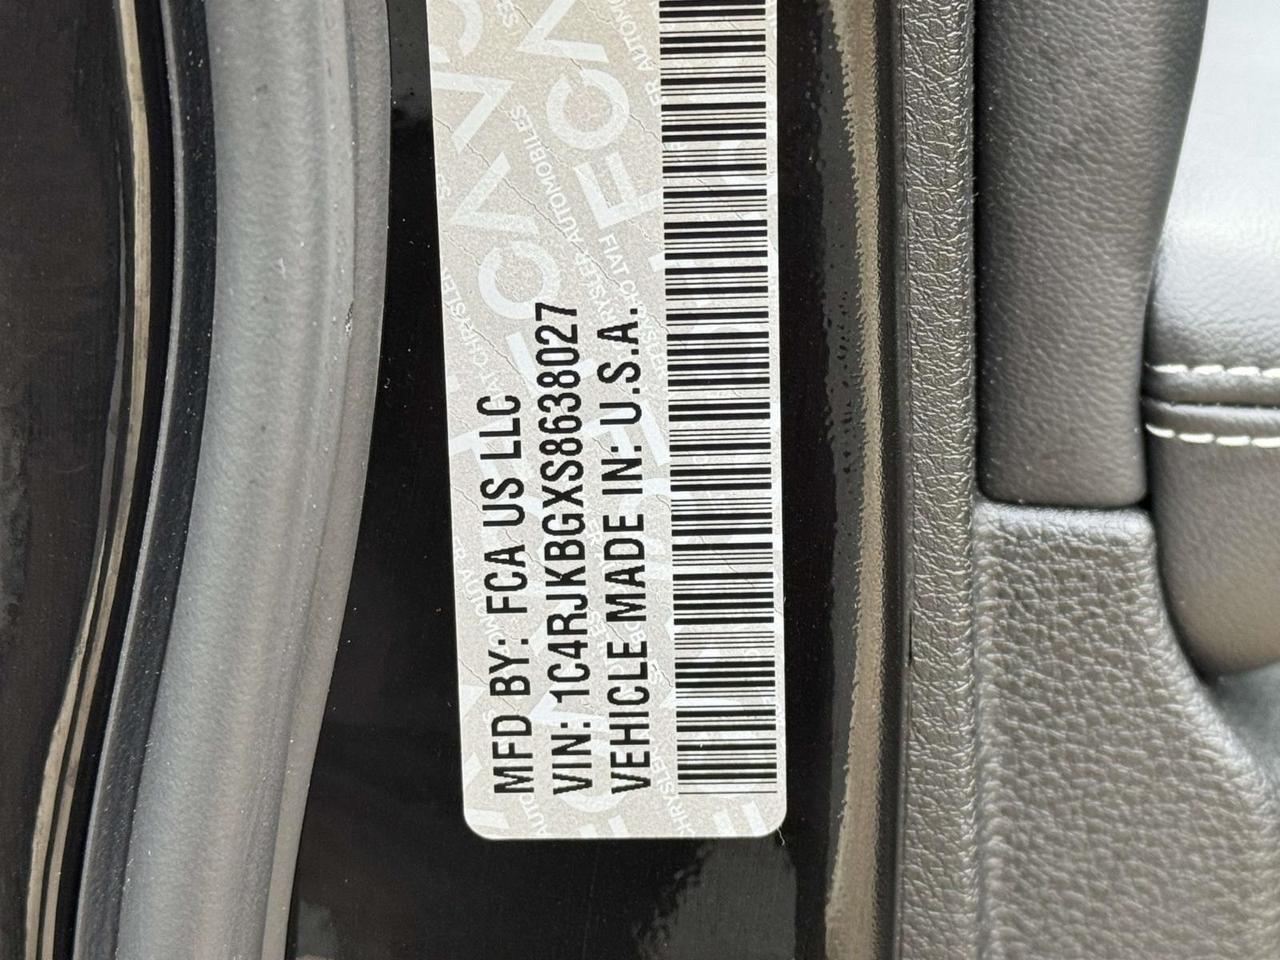 MFD BY: FCA US LLC
VIN: 1C4RJKBGXS8638027
VEHICLE MADE IN: U.S.A.